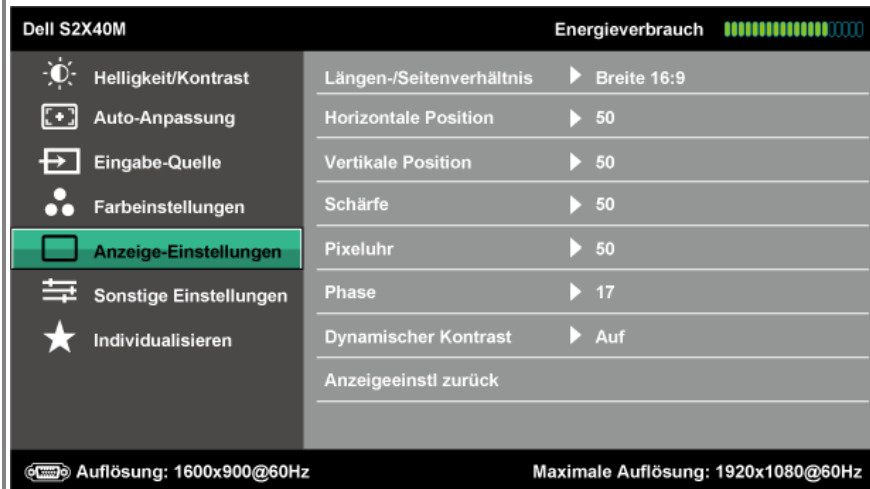 Dell S2X40M Energieverbrauch
Helligkeit/Kontrast Längen-/Seitenverhältnis Breite 16:9
Auto-Anpassung Horizontale Position 50
Eingabe-Quelle Vertikale Position 50
Farbeinstellungen Schärfe 50
Anzeige-Einstellungen Pixeluhr 50
Sonstige Einstellungen Phase 17
Individualisieren Dynamischer Kontrast Auf
Anzeigeeinstl zurück
Auflösung: 1600x900@60Hz Maximale Auflösung: 1920x1080@60Hz